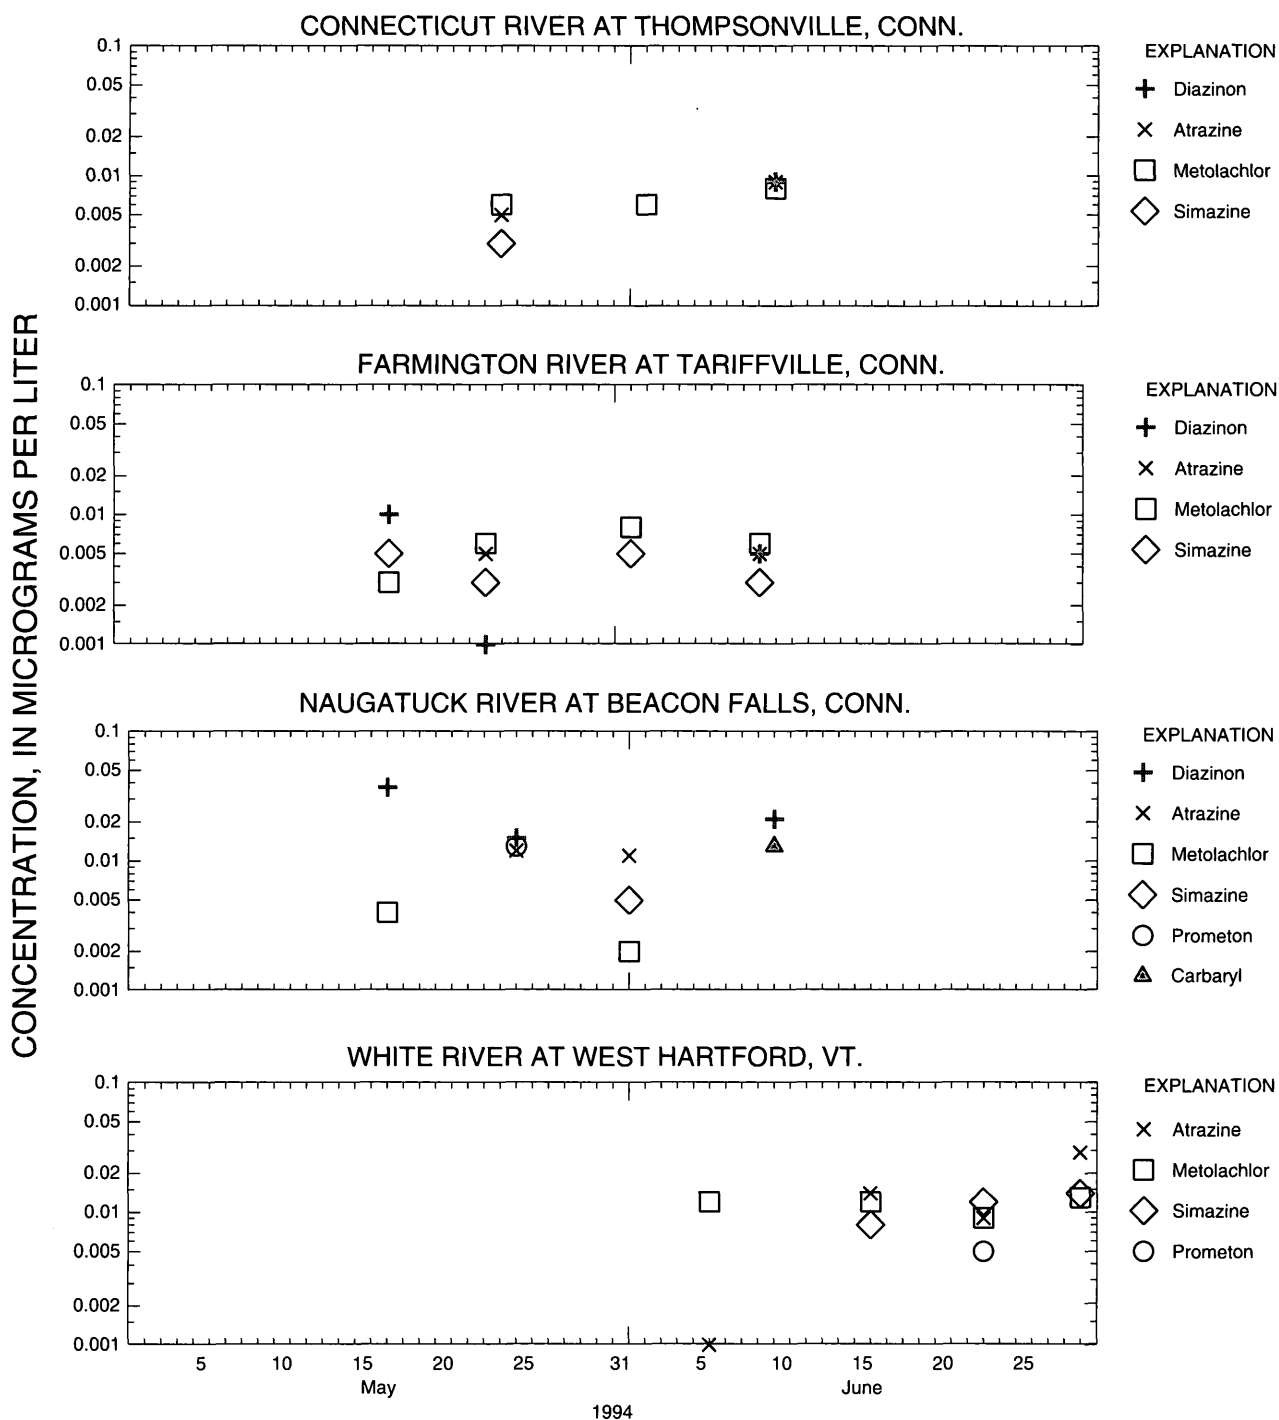 CONNECTICUT RIVER AT THOMPSONVILLE, CONN.
0.1
0.05
0.02
0.01
0.005
0.002
0.001
EXPLANATION
Diazinon
Atrazine
Metolachlor
Simazine
CONCENTRATION, IN MICROGRAMS PER LITER
FARMINGTON RIVER AT TARIFFVILLE, CONN.
0.1
0.05
0.02
0.01
0.005
0.002
0.001
EXPLANATION
Diazinon
Atrazine
Metolachlor
Simazine
NAUGATUCK RIVER AT BEACON FALLS, CONN.
0.1
0.05
0.02
0.01
0.005
0.002
0.001
EXPLANATION
Diazinon
Atrazine
Metolachlor
Simazine
Prometon
Carbaryl
WHITE RIVER AT WEST HARTFORD, VT.
0.1
0.05
0.02
0.01
0.005
0.002
0.001
EXPLANATION
Atrazine
Metolachlor
Simazine
Prometon
5 10 15 20 25 31 5 10 15 20 25
May June
1994